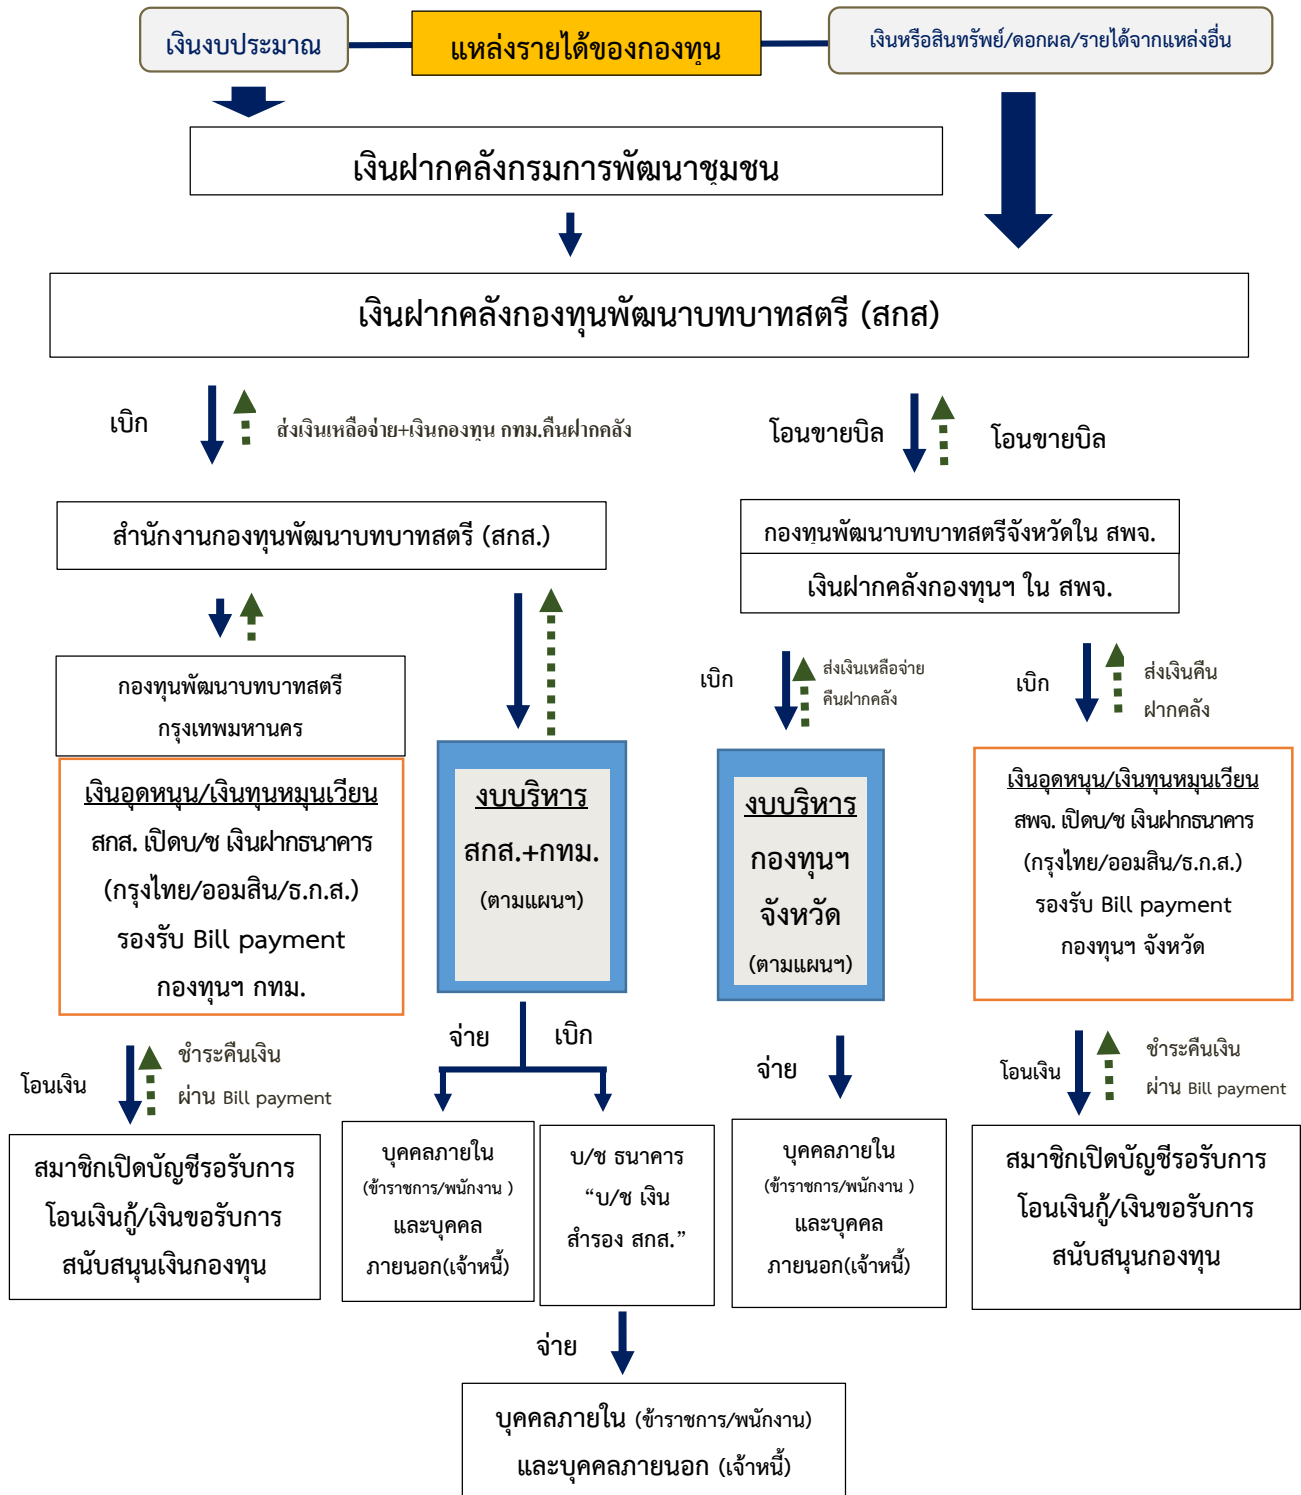 เงินงบประมาณ
แหล่งรายได้ของกองทุน
เงินหรือสินทรัพย์/ดอกผล/รายได้จากแหล่งอื่น
เงินฝากคลังกรมการพัฒนาชุมชน
เงินฝากคลังกองทุนพัฒนาบทบาทสตรี (สกส)
เบิก
ส่งเงินเหลือจ่าย+เงินกองทุน กทม.คืนฝากคลัง
โอนขายบิล
โอนขายบิล
สำนักงานกองทุนพัฒนาบทบาทสตรี (สกส.)
กองทุนพัฒนาบทบาทสตรีจังหวัดใน สพจ.
เงินฝากคลังกองทุนฯ ใน สพจ.
กองทุนพัฒนาบทบาทสตรี
กรุงเทพมหานคร
เบิก
ส่งเงินเหลือจ่าย
คืนฝากคลัง
เบิก
ส่งเงินคืน
ฝากคลัง
เงินอุดหนุน/เงินทุนหมุนเวียน
สกส. เปิดบ/ช เงินฝากธนาคาร
(กรุงไทย/ออมสิน/ธ.ก.ส.)
รองรับ Bill payment
กองทุนฯ กทม.
งบบริหาร
สกส.+กทม.
(ตามแผนฯ)
งบบริหาร
กองทุนฯ
จังหวัด
(ตามแผนฯ)
เงินอุดหนุน/เงินทุนหมุนเวียน
สพจ. เปิดบ/ช เงินฝากธนาคาร
(กรุงไทย/ออมสิน/ธ.ก.ส.)
รองรับ Bill payment
กองทุนฯ จังหวัด
โอนเงิน
ชำระคืนเงิน
ผ่าน Bill payment
จ่าย
เบิก
จ่าย
โอนเงิน
ชำระคืนเงิน
ผ่าน Bill payment
สมาชิกเปิดบัญชีรอรับการ
โอนเงินกู้/เงินขอรับการ
สนับสนุนเงินกองทุน
บุคคลภายใน
(ข้าราชการ/พนักงาน )
และบุคคล
ภายนอก(เจ้าหนี้)
บ/ช ธนาคาร
“บ/ช เงิน
สำรอง สกส.”
บุคคลภายใน
(ข้าราชการ/พนักงาน )
และบุคคล
ภายนอก(เจ้าหนี้)
สมาชิกเปิดบัญชีรอรับการ
โอนเงินกู้/เงินขอรับการ
สนับสนุนกองทุน
จ่าย
บุคคลภายใน (ข้าราชการ/พนักงาน)
และบุคคลภายนอก (เจ้าหนี้)